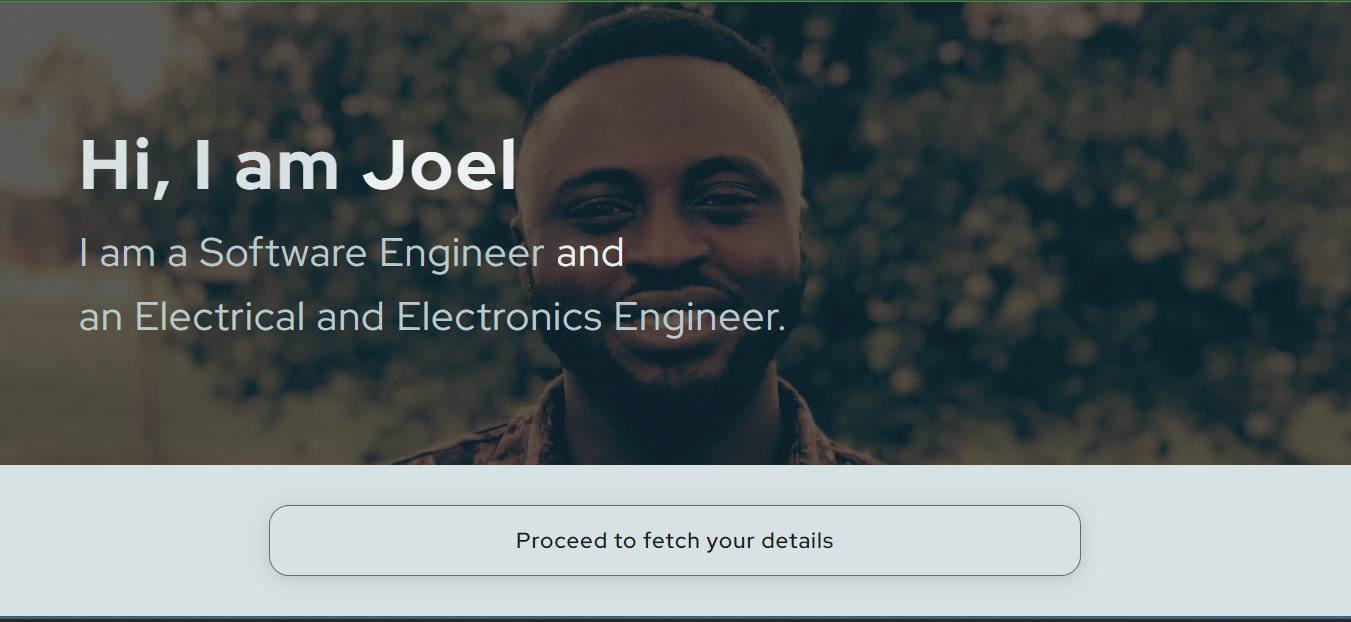 Hi, I am Joel
I am a Software Engineer and
an Electrical and Electronics Engineer.
Proceed to fetch your details